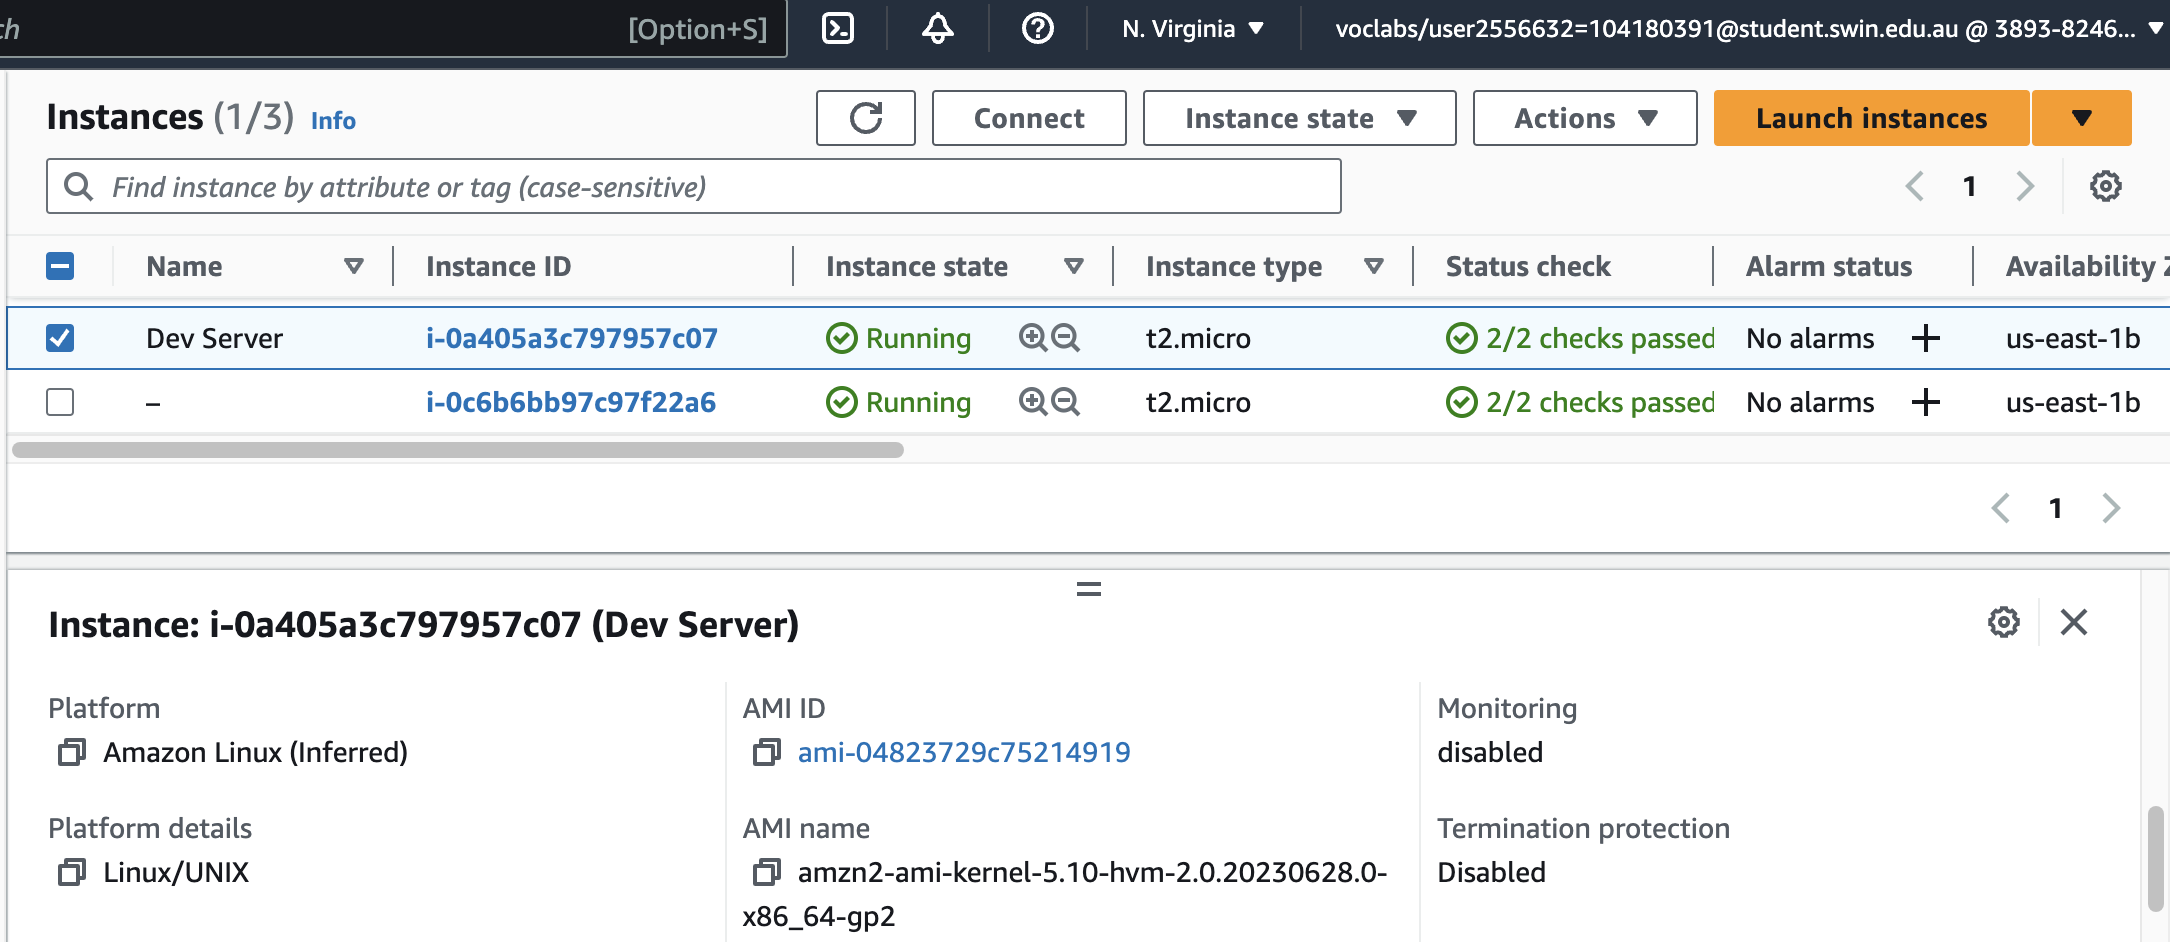 ch [Option+S] N. Virginia voclabs/user2556632=104180391@student.swin.edu.au @ 3893-8246...
Instances (1/3) Info Connect Instance state Actions Launch instances
Find instance by attribute or tag (case-sensitive) 1
Name Instance ID Instance state Instance type Status check Alarm status Availability Z
Dev Server i-0a405a3c797957c07 Running t2.micro 2/2 checks passed No alarms + us-east-1b
– i-0c6b6bb97c97f22a6 Running t2.micro 2/2 checks passed No alarms + us-east-1b
1
Instance: i-0a405a3c797957c07 (Dev Server)
Platform AMI ID Monitoring
Amazon Linux (Inferred) ami-04823729c75214919 disabled
Platform details AMI name Termination protection
Linux/UNIX amzn2-ami-kernel-5.10-hvm-2.0.20230628.0- Disabled
x86_64-gp2